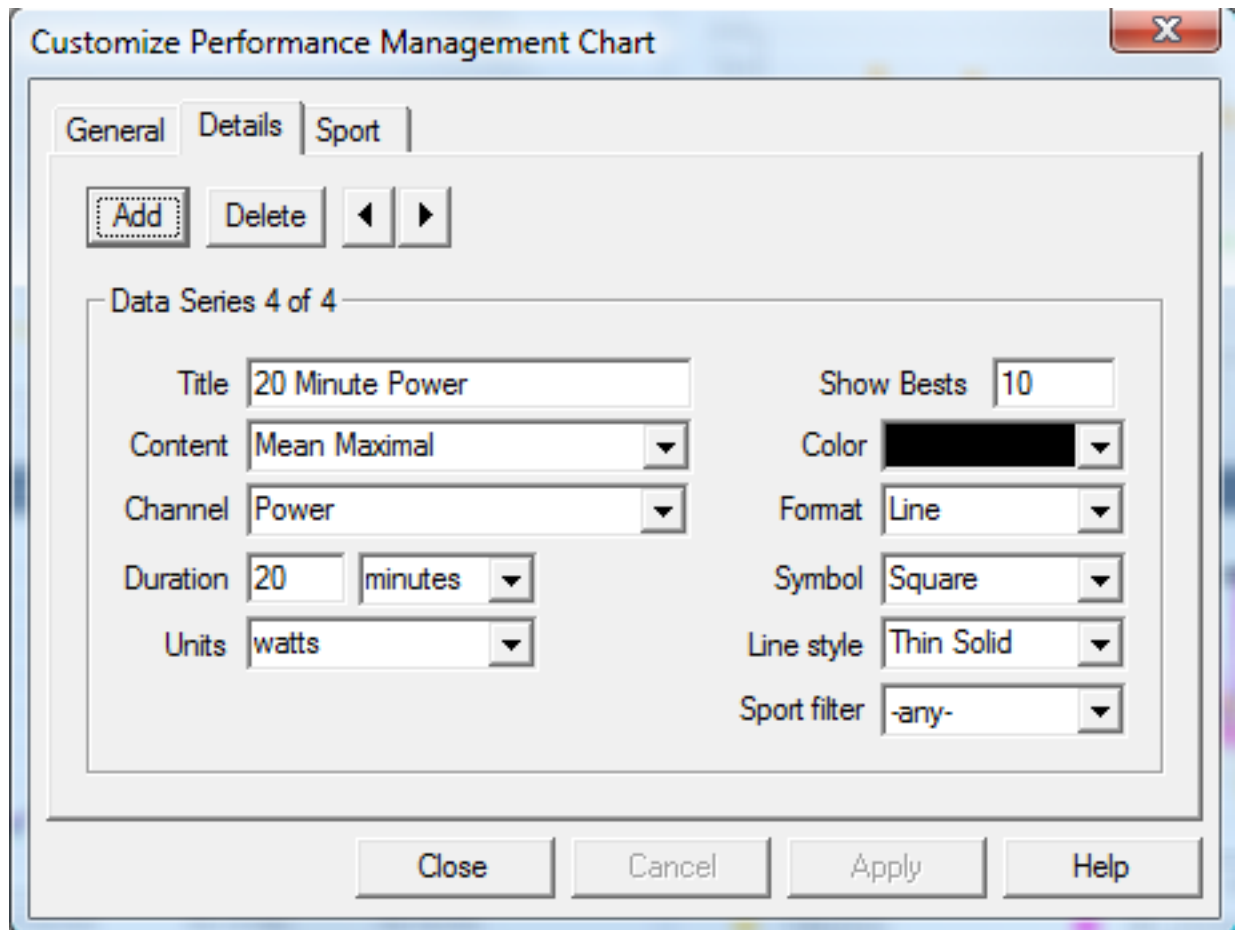 Customize Performance Management Chart
General Details Sport
Add Delete
Data Series 4 of 4
Title 20 Minute Power Show Bests 10
Content Mean Maximal Color
Channel Power Format Line
Duration 20 minutes Symbol Square
Units watts Line style Thin Solid
Sport filter -any-
Close Cancel Apply Help